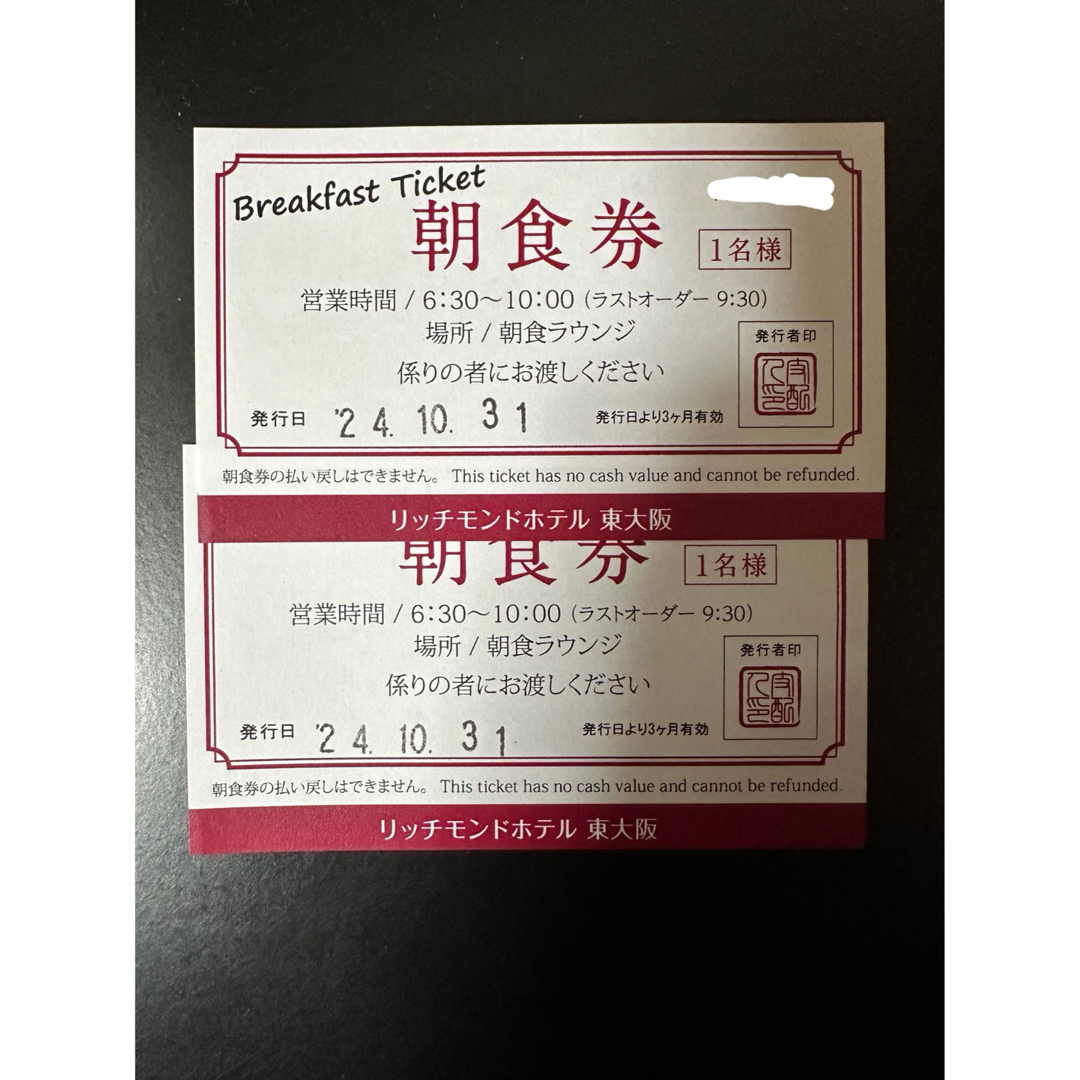 Breakfast Ticket
朝食券
1名様
営業時間 / 6:30〜10:00 (ラストオーダー 9:30)
場所 / 朝食ラウンジ
係りの者にお渡しください
発行者印
発行日 '24.10.31 発行日より3ヶ月有効
朝食券の払い戻しはできません。 This ticket has no cash value and cannot be refunded.
リッチモンドホテル 東大阪
朝食券
1名様
営業時間 / 6:30〜10:00 (ラストオーダー 9:30)
場所 / 朝食ラウンジ
係りの者にお渡しください
発行者印
発行日 '24.10.31 発行日より3ヶ月有効
朝食券の払い戻しはできません。 This ticket has no cash value and cannot be refunded.
リッチモンドホテル 東大阪